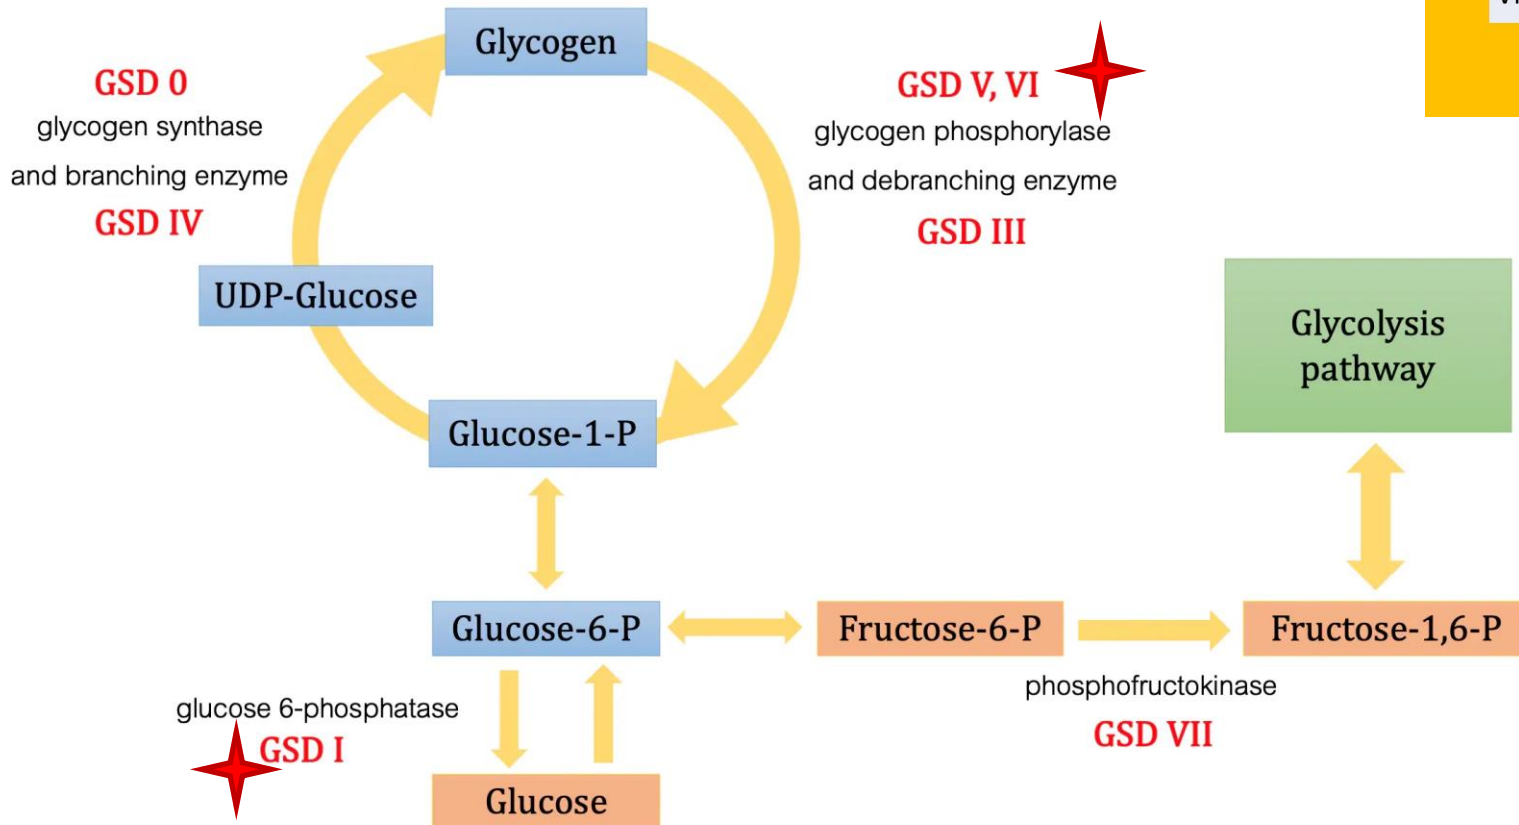 Glycogen
GSD 0
glycogen synthase
and branching enzyme
GSD IV
GSD V, VI
glycogen phosphorylase
and debranching enzyme
GSD III
UDP-Glucose
Glycolysis
pathway
Glucose-1-P
Glucose-6-P
Fructose-6-P
Fructose-1,6-P
phosphofructokinase
GSD VII
glucose 6-phosphatase
GSD I
Glucose